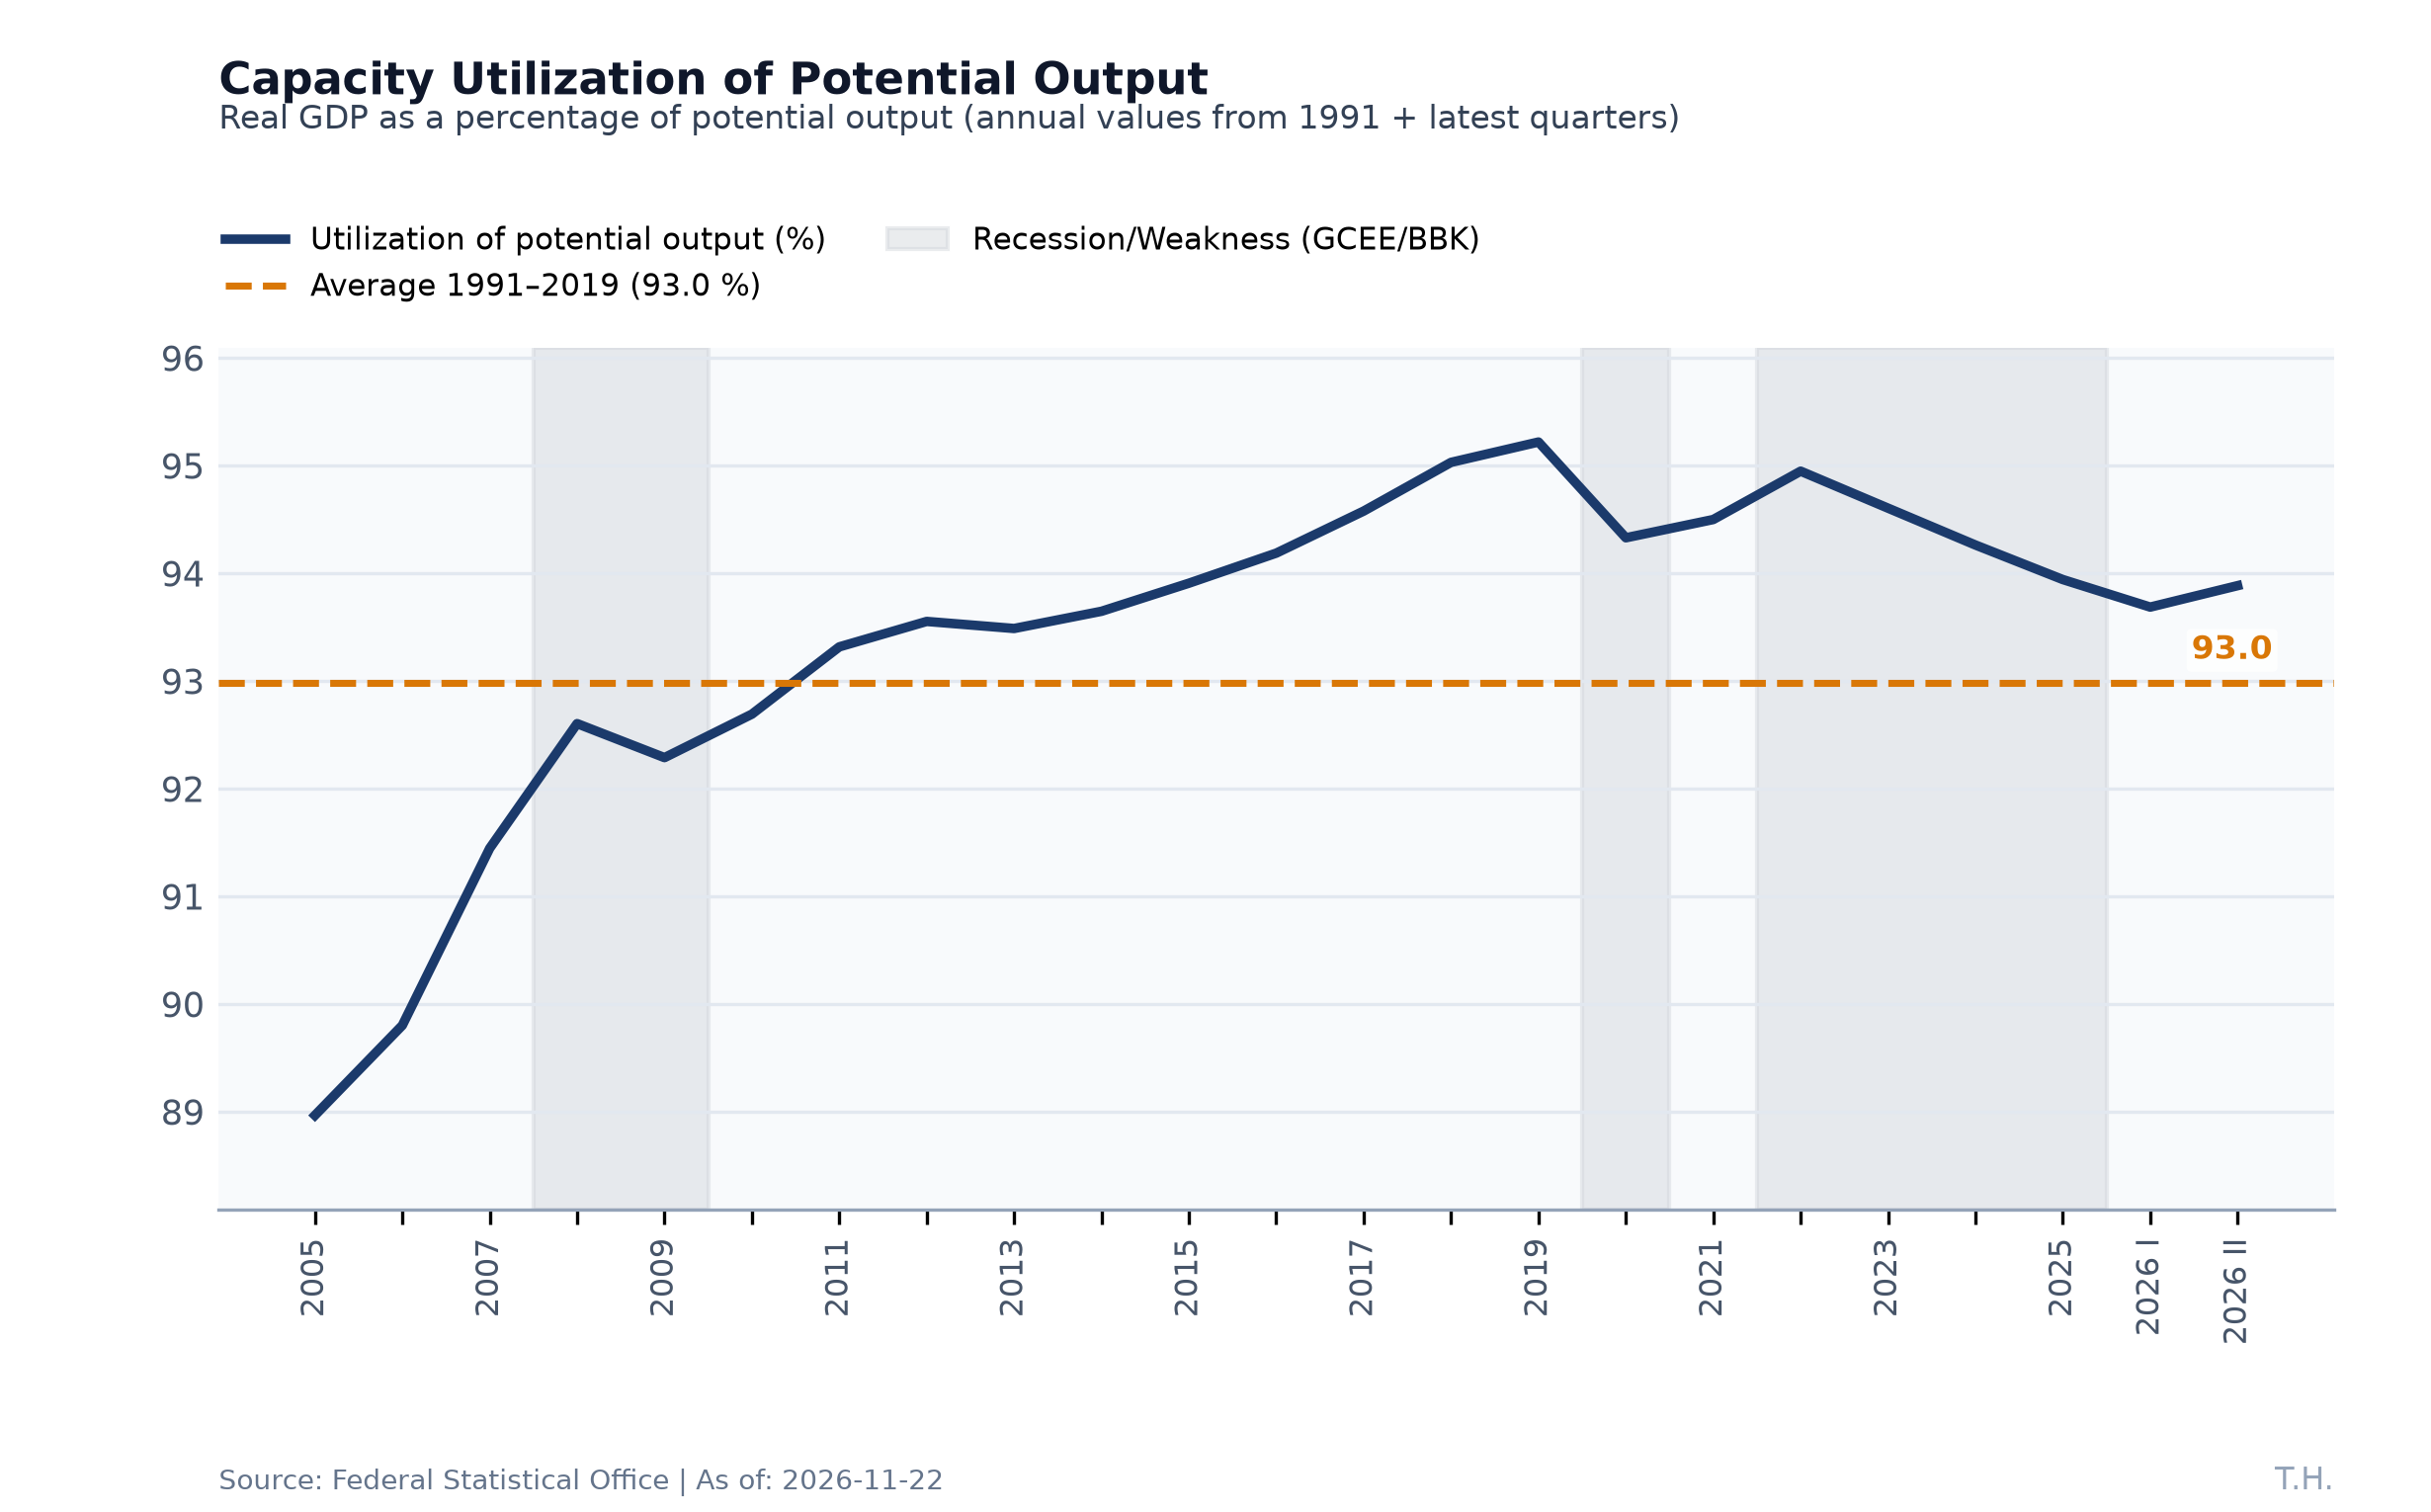 Capacity Utilization of Potential Output
Real GDP as a percentage of potential output (annual values from 1991 + latest quarters)
Utilization of potential output (%)
Recession/Weakness (GCEE/BBK)
Average 1991–2019 (93.0 %)
96
95
94
93
92
91
90
89
93.0
2005
2007
2009
2011
2013
2015
2017
2019
2021
2023
2025
2026 I
2026 II
Source: Federal Statistical Office | As of: 2026-11-22
T.H.